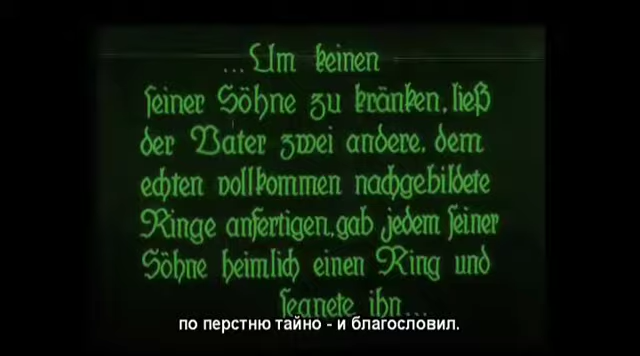 ...Um keinen
seiner Söhne zu kränken, ließ
der Vater zwei andere, dem
echten vollkommen nachgebildete
Ringe anfertigen, gab jedem seiner
Söhne heimlich einen Ring und
segnete ihn...
по перстню тайно - и благословил.